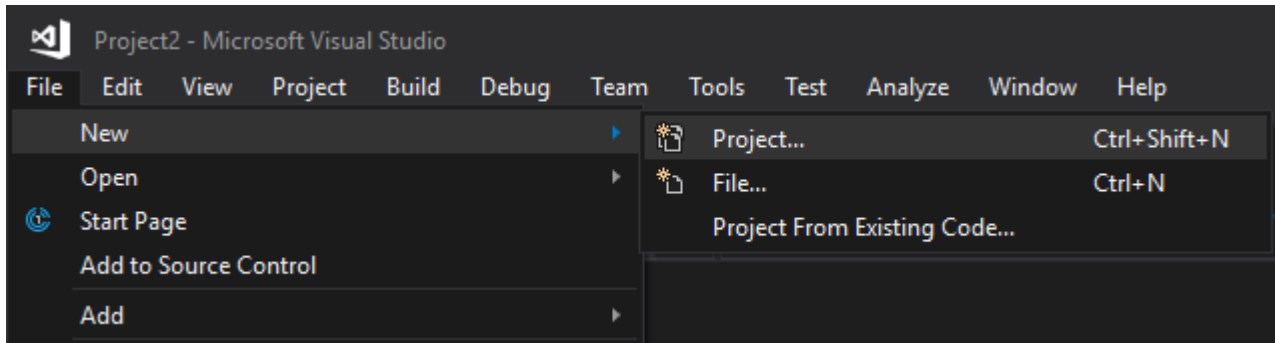 Project2 - Microsoft Visual Studio
File Edit View Project Build Debug Team Tools Test Analyze Window Help
New
Project... Ctrl+Shift+N
Open
File... Ctrl+N
Start Page
Project From Existing Code...
Add to Source Control
Add